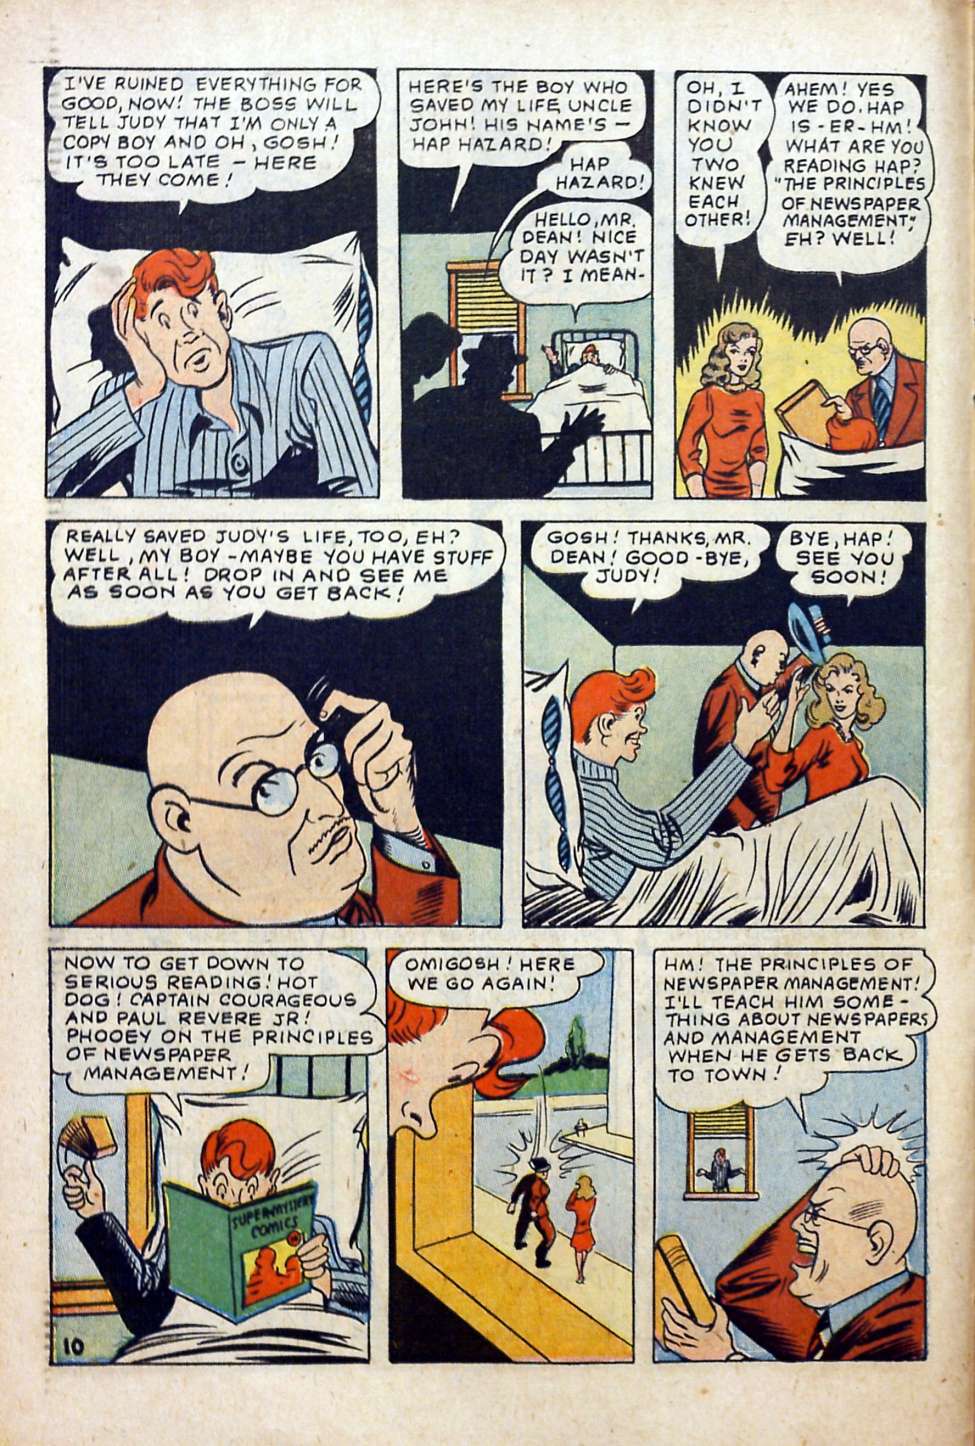 I'VE RUINED EVERYTHING FOR
GOOD, NOW! THE BOSS WILL
TELL JUDY THAT I'M ONLY A
COPY BOY AND OH, GOSH!
IT'S TOO LATE - HERE
THEY COME!
HERE'S THE BOY WHO
SAVED MY LIFE, UNCLE
JOHN! HIS NAME'S -
HAP HAZARD!
HAP
HAZARD!
HELLO, MR.
DEAN! NICE
DAY WASN'T
IT? I MEAN-
OH, I
DIDN'T
KNOW
YOU
TWO
KNEW
EACH
OTHER!
AHEM! YES
WE DO. HAP
IS - ER - HM!
WHAT ARE YOU
READING HAP?
"THE PRINCIPLES
OF NEWSPAPER
MANAGEMENT,"
EH? WELL!
REALLY SAVED JUDY'S LIFE, TOO, EH?
WELL, MY BOY - MAYBE YOU HAVE STUFF
AFTER ALL! DROP IN AND SEE ME
AS SOON AS YOU GET BACK!
GOSH! THANKS, MR.
DEAN! GOOD-BYE,
JUDY!
BYE, HAP!
SEE YOU
SOON!
NOW TO GET DOWN TO
SERIOUS READING! HOT
DOG! CAPTAIN COURAGEOUS
AND PAUL REVERE JR!
PHOOEY ON THE PRINCIPLES
OF NEWSPAPER
MANAGEMENT!
SUPER-MYSTERY
COMICS
10
OMIGOSH! HERE
WE GO AGAIN!
HM! THE PRINCIPLES OF
NEWSPAPER MANAGEMENT!
I'LL TEACH HIM SOME-
THING ABOUT NEWSPAPERS
AND MANAGEMENT
WHEN HE GETS BACK
TO TOWN!